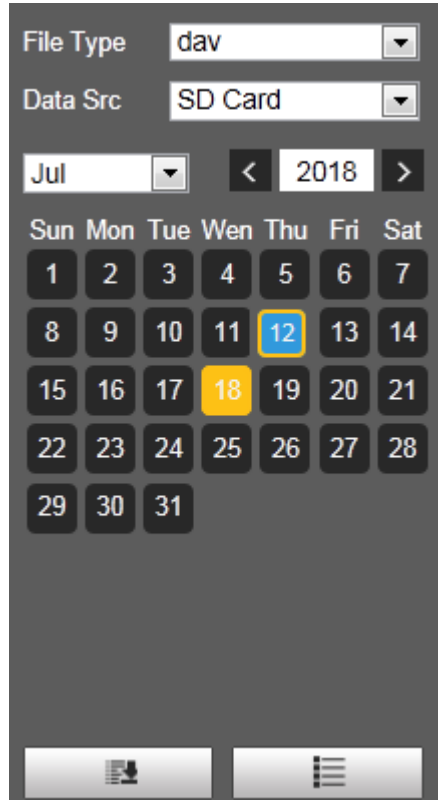 File Type dav
Data Src SD Card
Jul < 2018 >
Sun Mon Tue Wen Thu Fri Sat
1 2 3 4 5 6 7
8 9 10 11 12 13 14
15 16 17 18 19 20 21
22 23 24 25 26 27 28
29 30 31